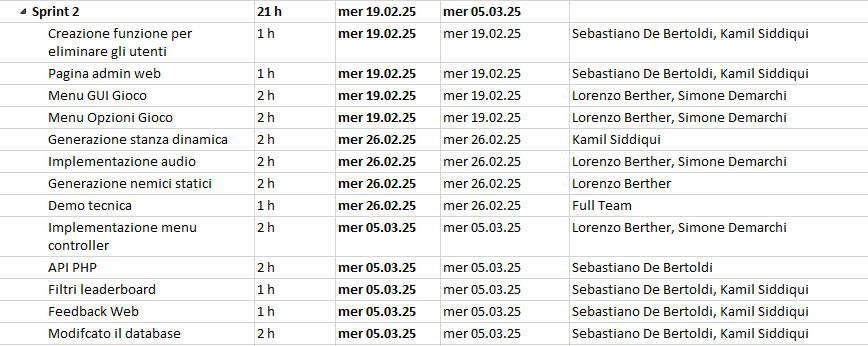 Sprint 2 21 h mer 19.02.25 mer 05.03.25
Creazione funzione per 1 h mer 19.02.25 mer 19.02.25 Sebastiano De Bertoldi, Kamil Siddiqui
eliminare gli utenti
Pagina admin web 1 h mer 19.02.25 mer 19.02.25 Sebastiano De Bertoldi, Kamil Siddiqui
Menu GUI Gioco 2 h mer 19.02.25 mer 19.02.25 Lorenzo Berther, Simone Demarchi
Menu Opzioni Gioco 2 h mer 19.02.25 mer 19.02.25 Lorenzo Berther, Simone Demarchi
Generazione stanza dinamica 2 h mer 26.02.25 mer 26.02.25 Kamil Siddiqui
Implementazione audio 2 h mer 26.02.25 mer 26.02.25 Lorenzo Berther, Simone Demarchi
Generazione nemici statici 2 h mer 26.02.25 mer 26.02.25 Lorenzo Berther
Demo tecnica 1 h mer 26.02.25 mer 26.02.25 Full Team
Implementazione menu 2 h mer 05.03.25 mer 05.03.25 Lorenzo Berther, Simone Demarchi
controller
API PHP 2 h mer 05.03.25 mer 05.03.25 Sebastiano De Bertoldi
Filtri leaderboard 1 h mer 05.03.25 mer 05.03.25 Sebastiano De Bertoldi, Kamil Siddiqui
Feedback Web 1 h mer 05.03.25 mer 05.03.25 Sebastiano De Bertoldi, Kamil Siddiqui
Modifcato il database 2 h mer 05.03.25 mer 05.03.25 Sebastiano De Bertoldi, Kamil Siddiqui